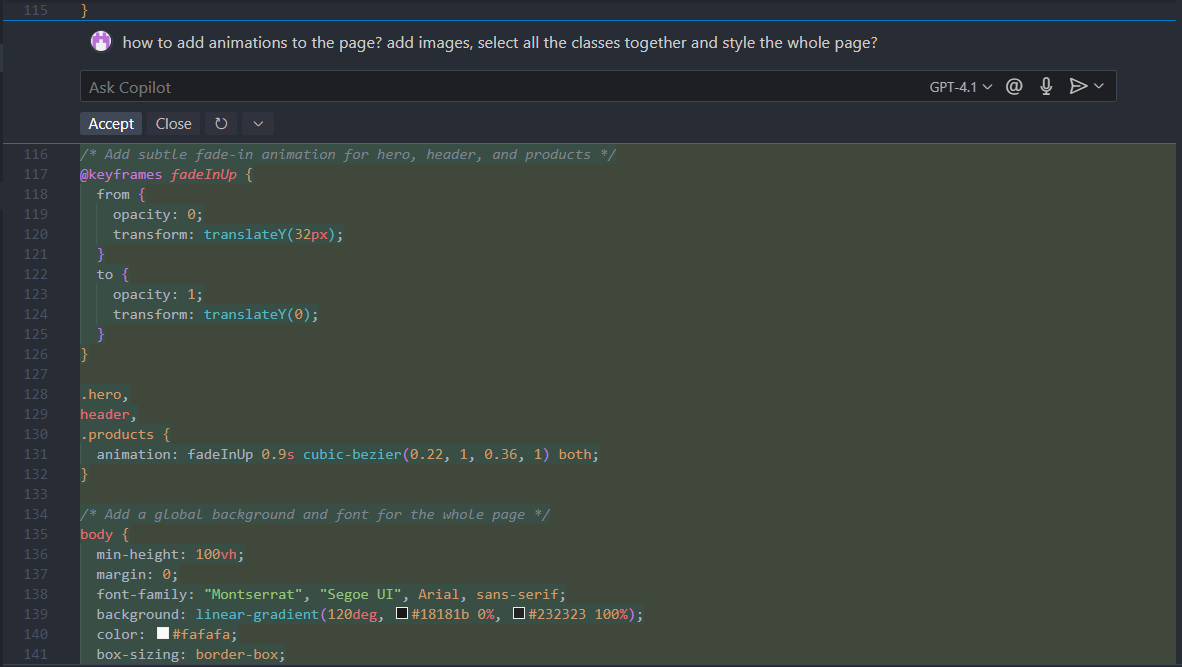 115 }
how to add animations to the page? add images, select all the classes together and style the whole page?
Ask Copilot GPT-4.1 @
Accept Close
116 /* Add subtle fade-in animation for hero, header, and products */
117 @keyframes fadeInUp {
118 from {
119 opacity: 0;
120 transform: translateY(32px);
121 }
122 to {
123 opacity: 1;
124 transform: translateY(0);
125 }
126 }
127
128 .hero,
129 header,
130 .products {
131 animation: fadeInUp 0.9s cubic-bezier(0.22, 1, 0.36, 1) both;
132 }
133
134 /* Add a global background and font for the whole page */
135 body {
136 min-height: 100vh;
137 margin: 0;
138 font-family: "Montserrat", "Segoe UI", Arial, sans-serif;
139 background: linear-gradient(120deg, #18181b 0%, #232323 100%);
140 color: #fafafa;
141 box-sizing: border-box;